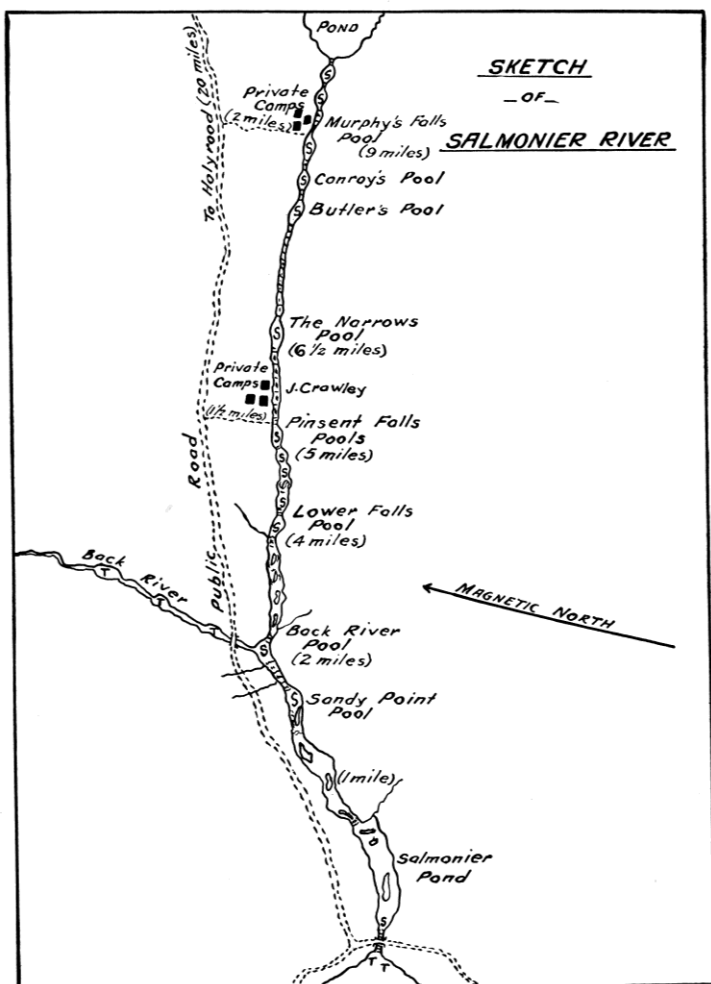 POND
SKETCH
OF
SALMONIER RIVER
To Holyrood (20 miles)
Private
Camps
(2 miles)
Murphy's Falls
Pool
(9 miles)
S
S
S
Conroy's Pool
S
Butler's Pool
S
The Narrows
Pool
(6 ½ miles)
S
Private
Camps
J. Crawley
(1½ miles)
Pinsent Falls
Pools
(5 miles)
S
S
S
S
Lower Falls
Pool
(4 miles)
S
Public Road
Back River
T
T
T
MAGNETIC NORTH
Back River
Pool
(2 miles)
S
Sandy Point
Pool
S
(1 mile)
Salmonier
Pond
S
T T